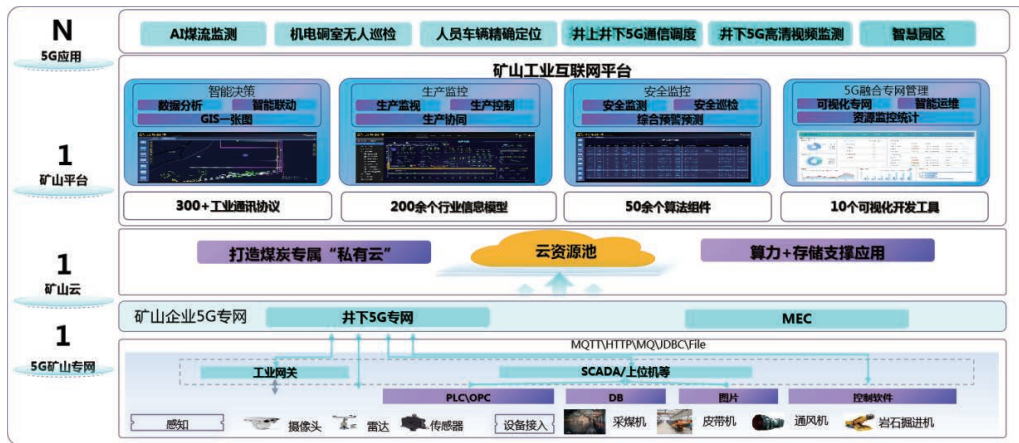 N
5G应用
AI煤流监测 机电硐室无人巡检 人员车辆精确定位 井上井下5G通信调度 井下5G高清视频监测 智慧园区
1
矿山平台
矿山工业互联网平台
智能决策 生产监控 安全监控 5G融合专网管理
数据分析 智能联动 生产监视 生产控制 安全监测 安全巡检 可视化专网 智能运维
GIS一张图 生产协同 综合预警预测 资源监控统计
300+工业通讯协议 200余个行业信息模型 50余个算法组件 10个可视化开发工具
1
矿山云
打造煤炭专属“私有云” 云资源池 算力+存储支撑应用
1
5G矿山专网
矿山企业5G专网 井下5G专网 MEC
MQTT\HTTP\MQ\JDBC\File
工业网关 SCADA/上位机等
PLC\OPC DB 图片 控制软件
感知 摄像头 雷达 传感器 设备接入 采煤机 皮带机 通风机 岩石掘进机